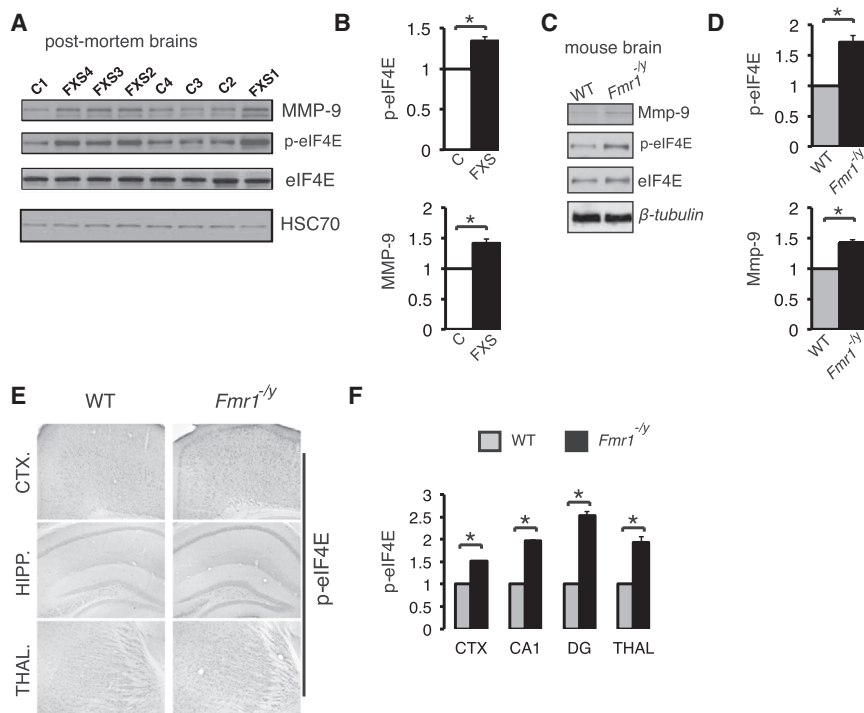 A
post-mortem brains
C1 FXS4 FXS3 FXS2 C4 C3 C2 FXS1
MMP-9
p-eIF4E
eIF4E
HSC70
B
*
1.5
1
0.5
0
p-eIF4E
C FXS
*
2
1.5
1
0.5
0
MMP-9
C FXS
C
mouse brain
WT Fmr1-/y
Mmp-9
p-eIF4E
eIF4E
β-tubulin
D
*
2
1.5
1
0.5
0
p-eIF4E
WT Fmr1-/y
*
2
1.5
1
0.5
0
Mmp-9
WT Fmr1-/y
E
WT Fmr1-/y
CTX.
HIPP.
THAL.
p-eIF4E
F
WT Fmr1-/y
* * * *
3
2.5
2
1.5
1
0.5
0
p-eIF4E
CTX CA1 DG THAL